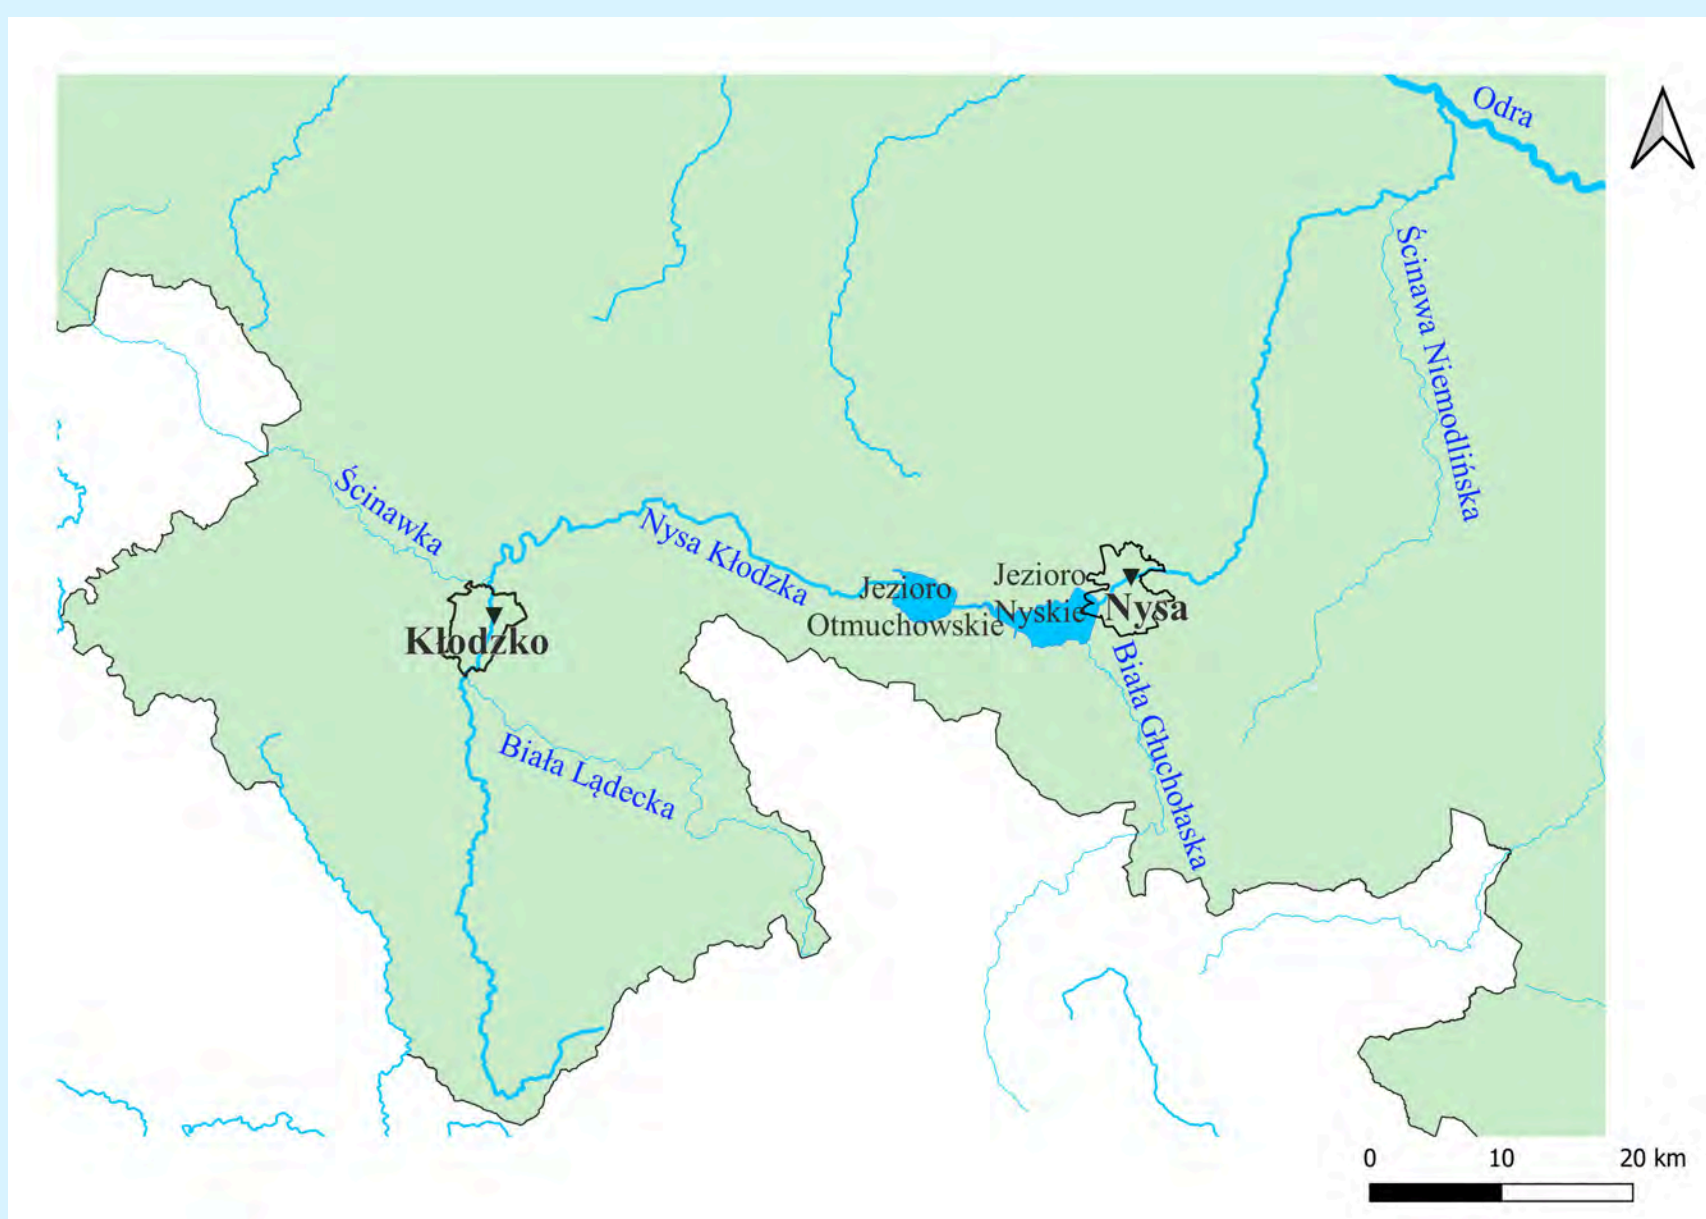 Odra
Ścinawa Niemodlińska
Ścinawka
Nysa Kłodzka
Jezioro
Otmuchowskie
Jezioro
Nyskie
Nysa
Kłodzko
Biała Głuchołaska
Biała Lądecka
0 10 20 km